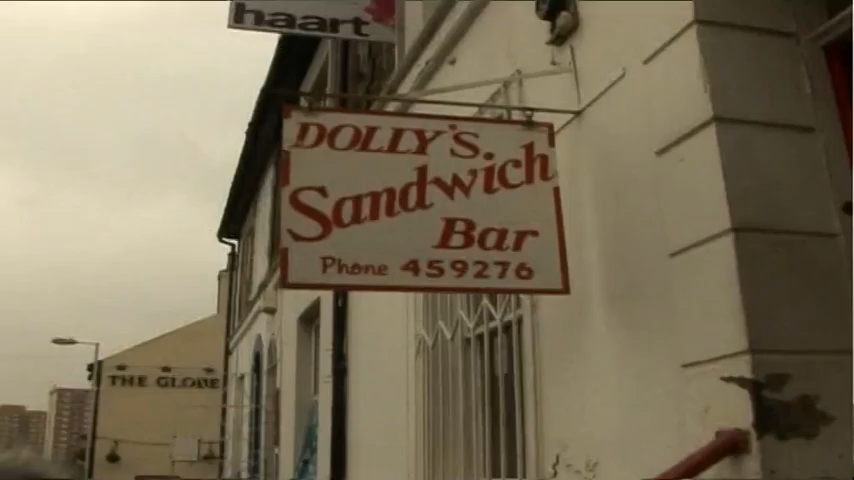 haart
DOLLY'S
Sandwich
Bar
Phone 459276
THE GLOBE